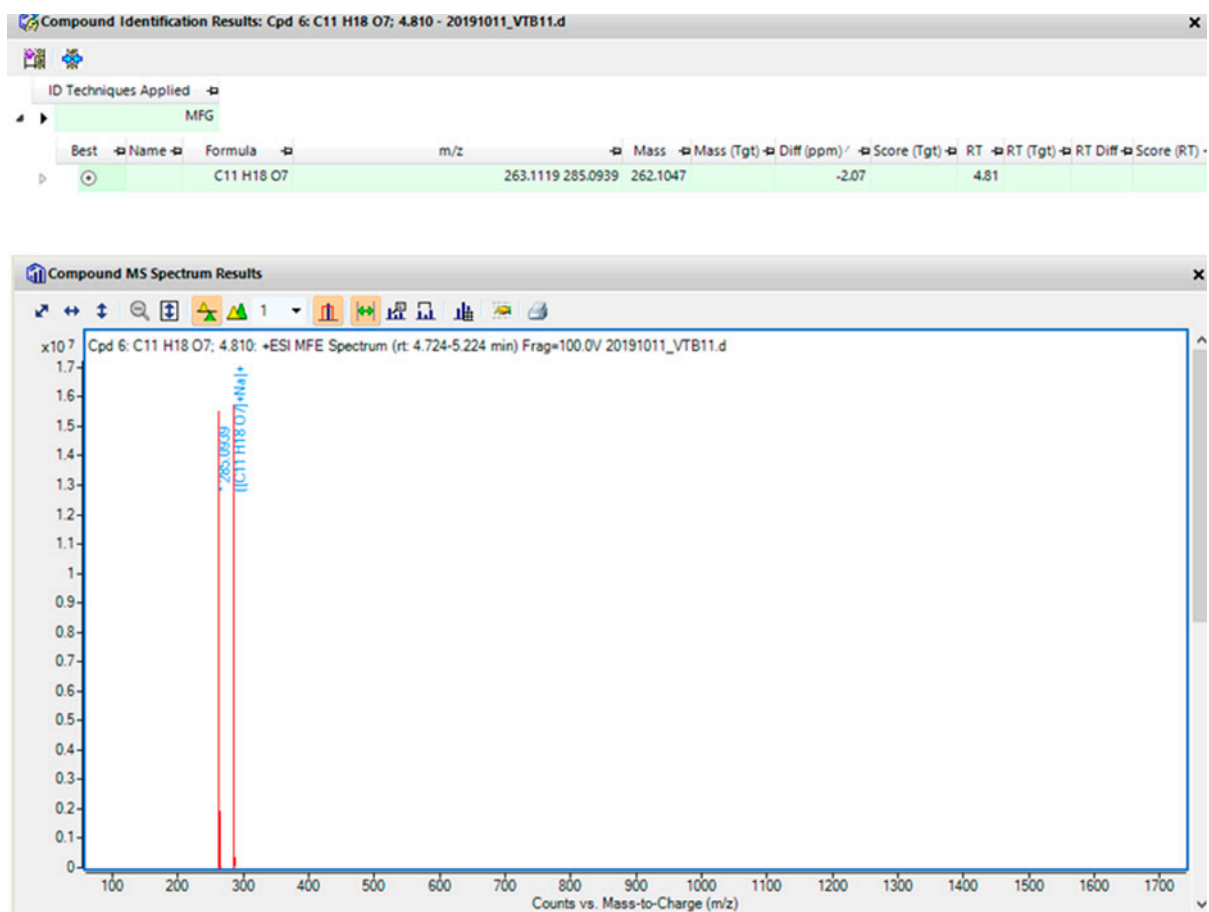 Compound Identification Results: Cpd 6: C11 H18 O7; 4.810 - 20191011_VTB11.d
ID Techniques Applied
MFG
Best Name Formula m/z Mass Mass (Tgt) Diff (ppm) Score (Tgt) RT RT (Tgt) RT Diff Score (RT)
C11 H18 O7 263.1119 285.0939 262.1047 -2.07 4.81
Compound MS Spectrum Results
1
x10 7 Cpd 6: C11 H18 O7; 4.810: +ESI MFE Spectrum (rt: 4.724-5.224 min) Frag=100.0V 20191011_VTB11.d
1.7
1.6
1.5
1.4
1.3
1.2
1.1
1
0.9
0.8
0.7
0.6
0.5
0.4
0.3
0.2
0.1
0
* 285.0939
([C11 H18 O7]+Na)+
100 200 300 400 500 600 700 800 900 1000 1100 1200 1300 1400 1500 1600 1700
Counts vs. Mass-to-Charge (m/z)